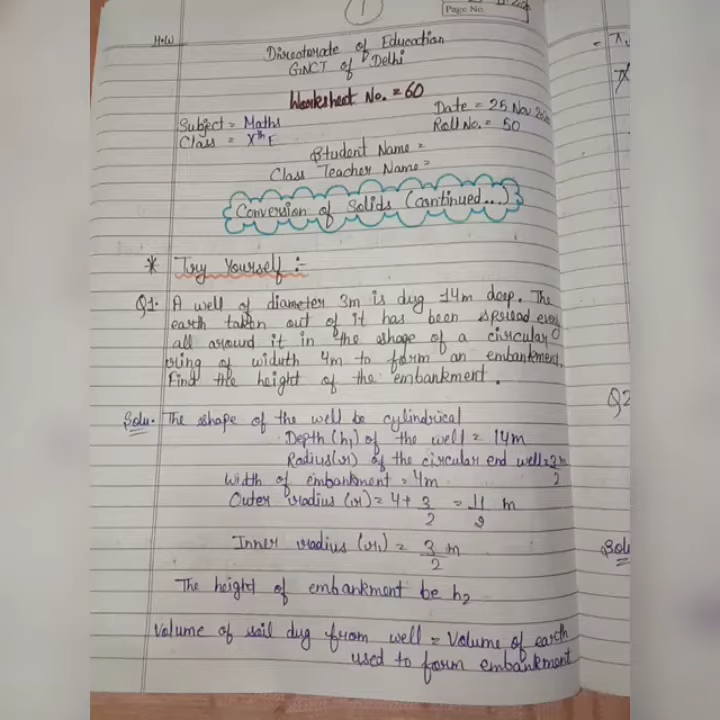 1
Page No.
H.W
Directorate of Education
GNCT of Delhi
Worksheet No. = 60
Subject = Maths
Date = 25 Nov
Class = Xth F
Roll No. = 50
Student Name =
Class Teacher Name =
Conversion of Solids (continued....)
* Try Yourself :-
Q1. A well of diameter 3m is dug 14m deep. The
earth taken out of it has been spread even
all around it in the shape of a circular
ring of width 4m to form an embankment.
Find the height of the embankment.
Solu. The shape of the well be cylindrical
Depth (h1) of the well = 14m
Radius(r) of the circular end well = 3/2 m
Width of embankment = 4m
Outer radius (r) = 4 + 3/2 = 11/2 m
Inner radius (r1) = 3/2 m
The height of embankment be h2
Volume of soil dug from well = Volume of earth
used to form embankment
Q2
Solu